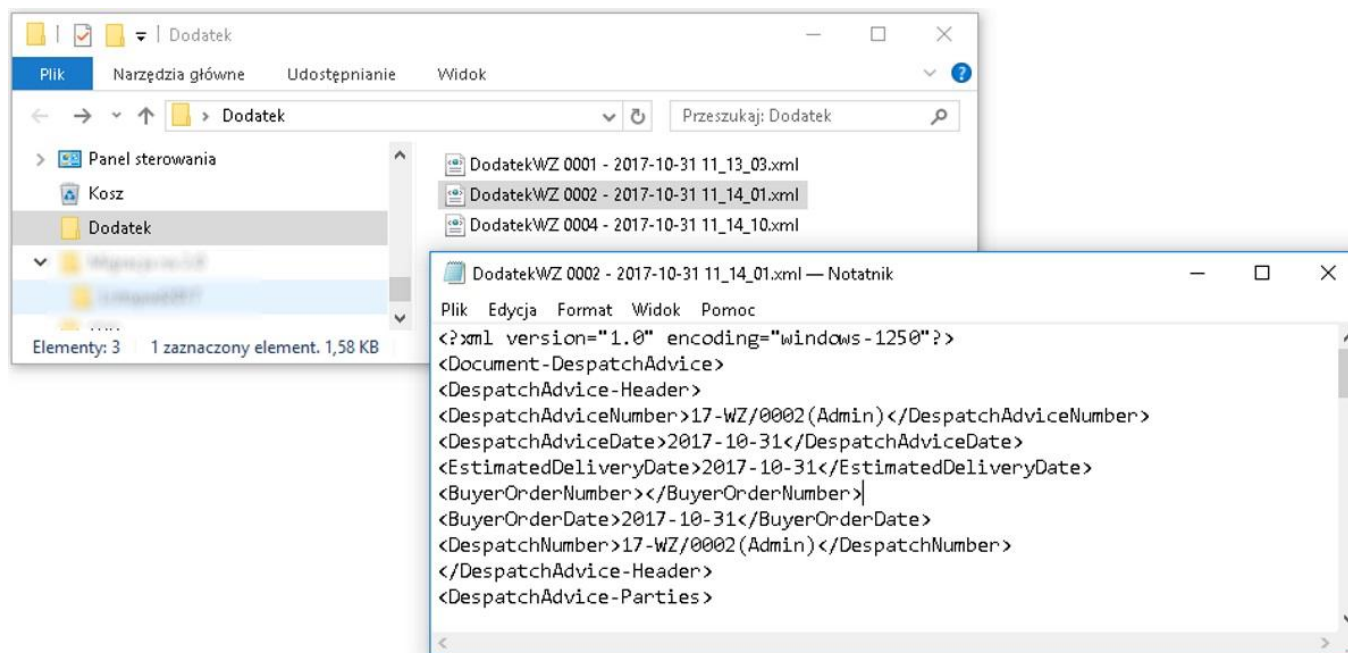 Dodatek
Plik Narzędzia główne Udostępnianie Widok
Dodatek
Przeszukaj: Dodatek
Panel sterowania
Kosz
Dodatek
DodatekWZ 0001 - 2017-10-31 11_13_03.xml
DodatekWZ 0002 - 2017-10-31 11_14_01.xml
DodatekWZ 0004 - 2017-10-31 11_14_10.xml
Elementy: 3 1 zaznaczony element. 1,58 KB
DodatekWZ 0002 - 2017-10-31 11_14_01.xml — Notatnik
Plik Edycja Format Widok Pomoc
<?xml version="1.0" encoding="windows-1250"?>
<Document-DespatchAdvice>
<DespatchAdvice-Header>
<DespatchAdviceNumber>17-WZ/0002(Admin)</DespatchAdviceNumber>
<DespatchAdviceDate>2017-10-31</DespatchAdviceDate>
<EstimatedDeliveryDate>2017-10-31</EstimatedDeliveryDate>
<BuyerOrderNumber></BuyerOrderNumber>
<BuyerOrderDate>2017-10-31</BuyerOrderDate>
<DespatchNumber>17-WZ/0002(Admin)</DespatchNumber>
</DespatchAdvice-Header>
<DespatchAdvice-Parties>